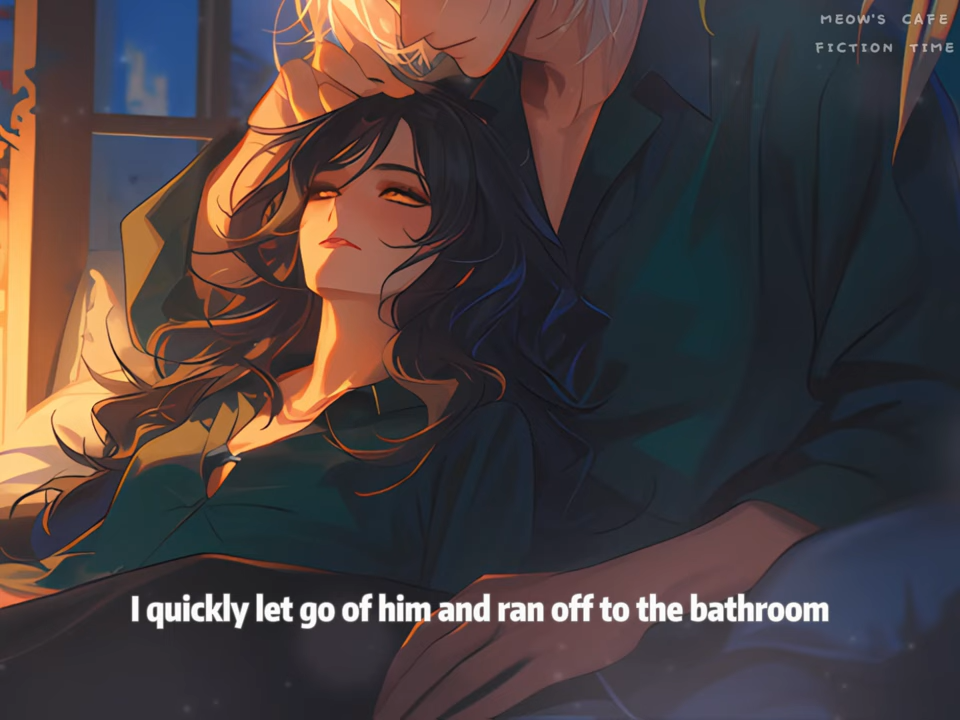 MEOW'S CAFE
FICTION TIME
I quickly let go of him and ran off to the bathroom